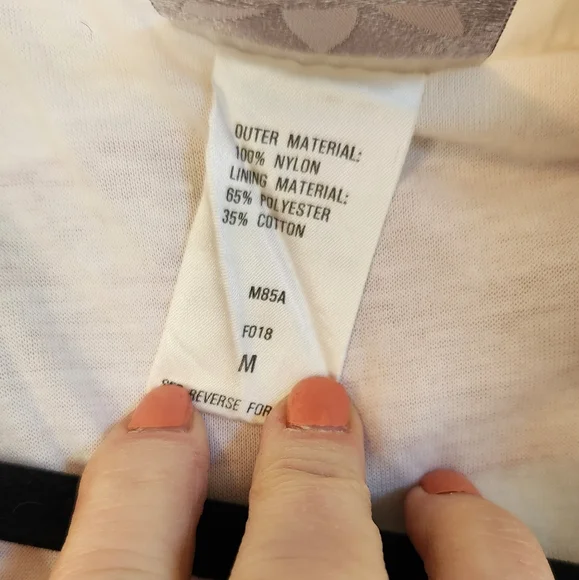 OUTER MATERIAL:
100% NYLON
LINING MATERIAL:
65% POLYESTER
35% COTTON
M85A
F018
M
REVERSE FOR